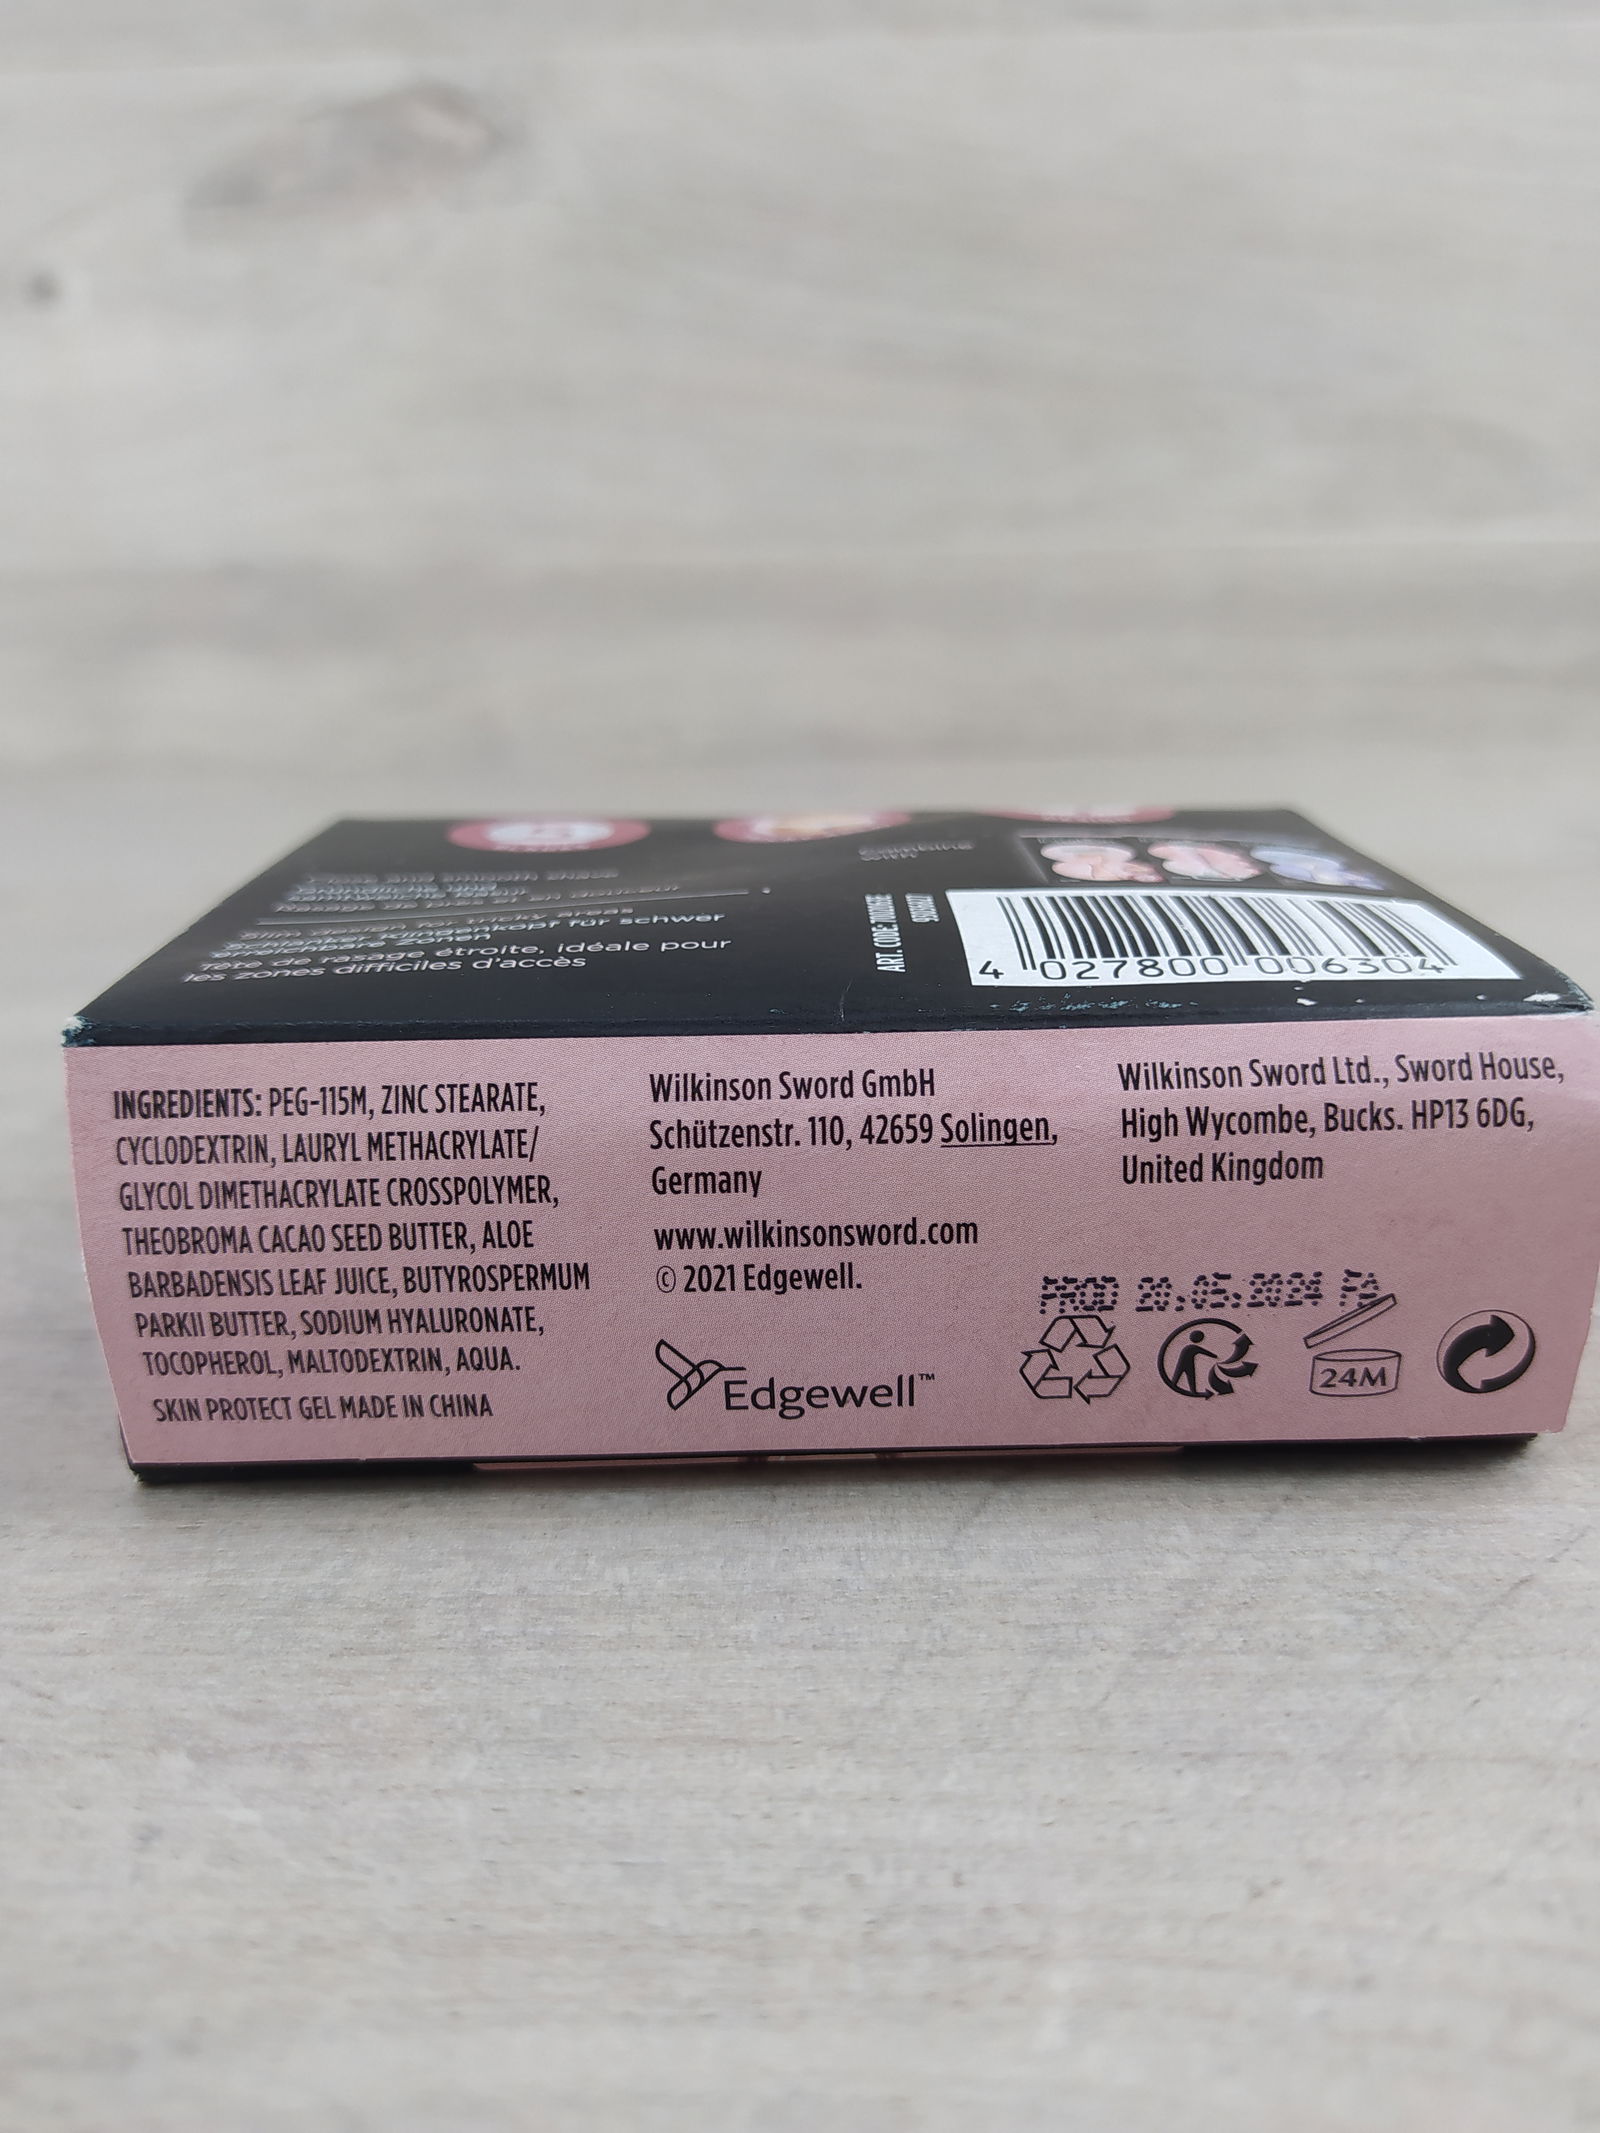 Slim design for tricky areas
Schlanker Klingenkopf für schwer
erreichbare Zonen
Tête de rasage étroite, idéale pour
les zones difficiles d'accès
ART. CODE:
4 027800 006304
INGREDIENTS: PEG-115M, ZINC STEARATE,
CYCLODEXTRIN, LAURYL METHACRYLATE/
GLYCOL DIMETHACRYLATE CROSSPOLYMER,
THEOBROMA CACAO SEED BUTTER, ALOE
BARBADENSIS LEAF JUICE, BUTYROSPERMUM
PARKII BUTTER, SODIUM HYALURONATE,
TOCOPHEROL, MALTODEXTRIN, AQUA.
SKIN PROTECT GEL MADE IN CHINA
Wilkinson Sword GmbH
Schützenstr. 110, 42659 Solingen,
Germany
www.wilkinsonsword.com
© 2021 Edgewell.
Edgewell™
Wilkinson Sword Ltd., Sword House,
High Wycombe, Bucks. HP13 6DG,
United Kingdom
PROD 20.05.2024 FA
24M